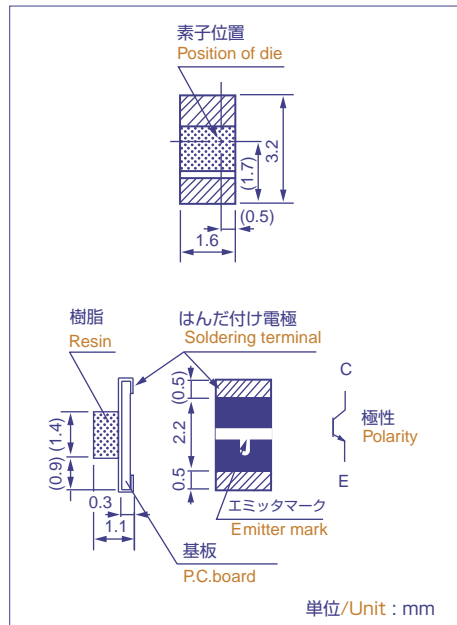 素子位置
Position of die
3.2
(1.7)
(0.5)
1.6
樹脂
Resin
はんだ付け電極
Soldering terminal
(0.5)
2.2
0.5
(1.4)
(0.9)
0.3
1.1
C
極性
Polarity
E
エミッタマーク
Emitter mark
基板
P.C.board
単位/Unit : mm